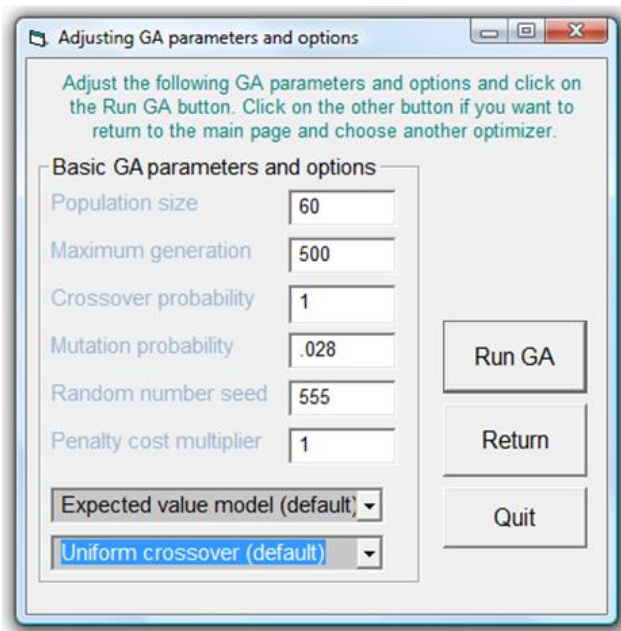 Adjusting GA parameters and options
Adjust the following GA parameters and options and click on
the Run GA button. Click on the other button if you want to
return to the main page and choose another optimizer.
Basic GA parameters and options
Population size 60
Maximum generation 500
Crossover probability 1
Mutation probability .028
Random number seed 555
Penalty cost multiplier 1
Expected value model (default)
Uniform crossover (default)
Run GA
Return
Quit